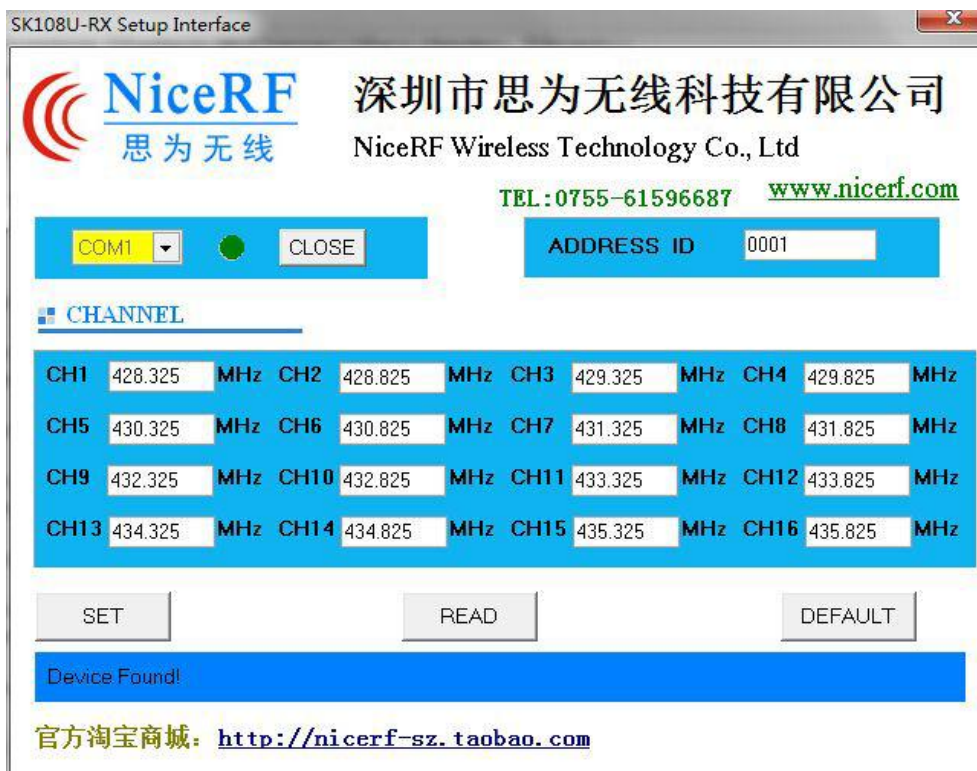 SK108U-RX Setup Interface
NiceRF
思为无线
深圳市思为无线科技有限公司
NiceRF Wireless Technology Co., Ltd
TEL:0755-61596687 www.nicerf.com
COM1 CLOSE ADDRESS ID 0001
CHANNEL
CH1 428.325 MHz CH2 428.825 MHz CH3 429.325 MHz CH4 429.825 MHz
CH5 430.325 MHz CH6 430.825 MHz CH7 431.325 MHz CH8 431.825 MHz
CH9 432.325 MHz CH10 432.825 MHz CH11 433.325 MHz CH12 433.825 MHz
CH13 434.325 MHz CH14 434.825 MHz CH15 435.325 MHz CH16 435.825 MHz
SET READ DEFAULT
Device Found!
官方淘宝商城：http://nicerf-sz.taobao.com